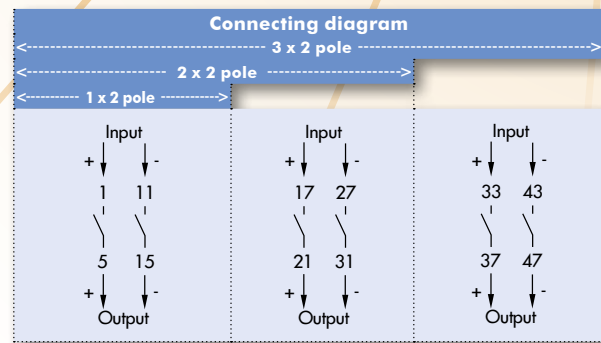 Connecting diagram
<----------------------------- 3 x 2 pole ----------------------------->
<------------------ 2 x 2 pole ------------------>
<---------- 1 x 2 pole ---------->
Input Input Input
+ - + - + -
1 11 17 27 33 43
5 15 21 31 37 47
+ - + - + -
Output Output Output